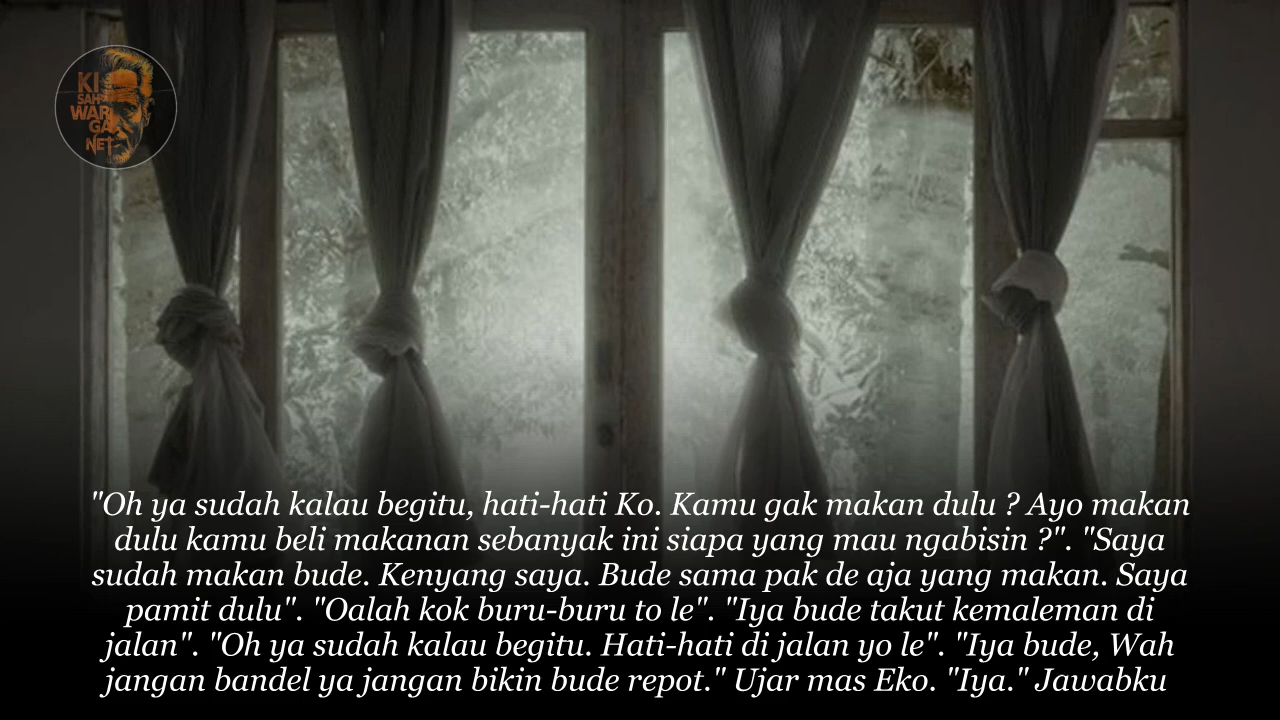 KI
SAH
WAR
GA
NET
"Oh ya sudah kalau begitu, hati-hati Ko. Kamu gak makan dulu ? Ayo makan
dulu kamu beli makanan sebanyak ini siapa yang mau ngabisin ?". "Saya
sudah makan bude. Kenyang saya. Bude sama pak de aja yang makan. Saya
pamit dulu". "Oalah kok buru-buru to le". "Iya bude takut kemaleman di
jalan". "Oh ya sudah kalau begitu. Hati-hati di jalan yo le". "Iya bude, Wah
jangan bandel ya jangan bikin bude repot." Ujar mas Eko. "Iya." Jawabku